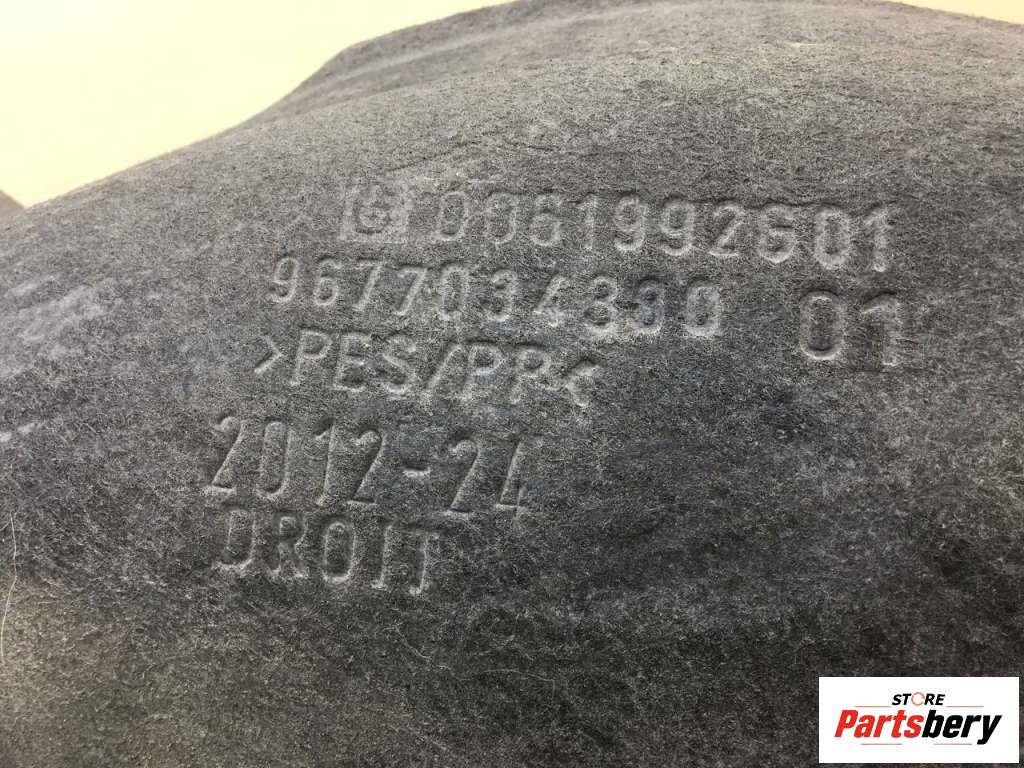 D061992601
9677034330 01
>PES/PP<
2012-24
DROIT
STORE
Partsbery